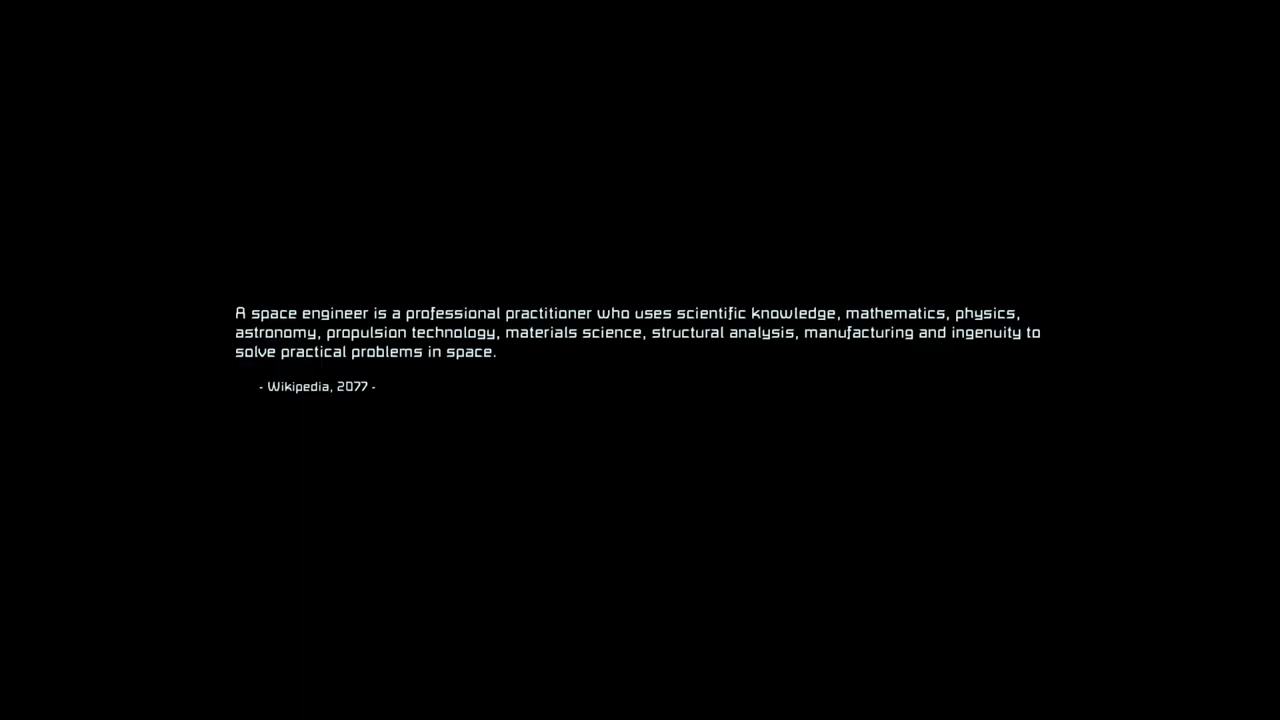 A space engineer is a professional practitioner who uses scientific knowledge, mathematics, physics,
astronomy, propulsion technology, materials science, structural analysis, manufacturing and ingenuity to
solve practical problems in space.
- Wikipedia, 2077 -